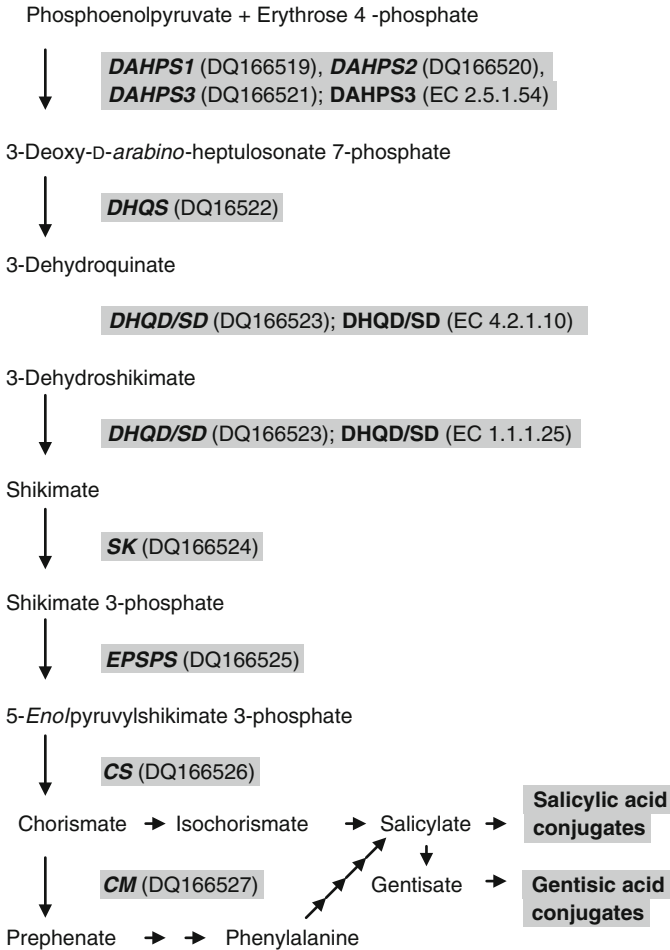 Phosphoenolpyruvate + Erythrose 4 -phosphate
DAHPS1 (DQ166519), DAHPS2 (DQ166520),
DAHPS3 (DQ166521); DAHPS3 (EC 2.5.1.54)
3-Deoxy-D-arabino-heptulosonate 7-phosphate
DHQS (DQ16522)
3-Dehydroquinate
DHQD/SD (DQ166523); DHQD/SD (EC 4.2.1.10)
3-Dehydroshikimate
DHQD/SD (DQ166523); DHQD/SD (EC 1.1.1.25)
Shikimate
SK (DQ166524)
Shikimate 3-phosphate
EPSPS (DQ166525)
5-Enolpyruvylshikimate 3-phosphate
CS (DQ166526)
Chorismate Isochorismate Salicylate Salicylic acid
conjugates
CM (DQ166527) Gentisate Gentisic acid
conjugates
Prephenate Phenylalanine